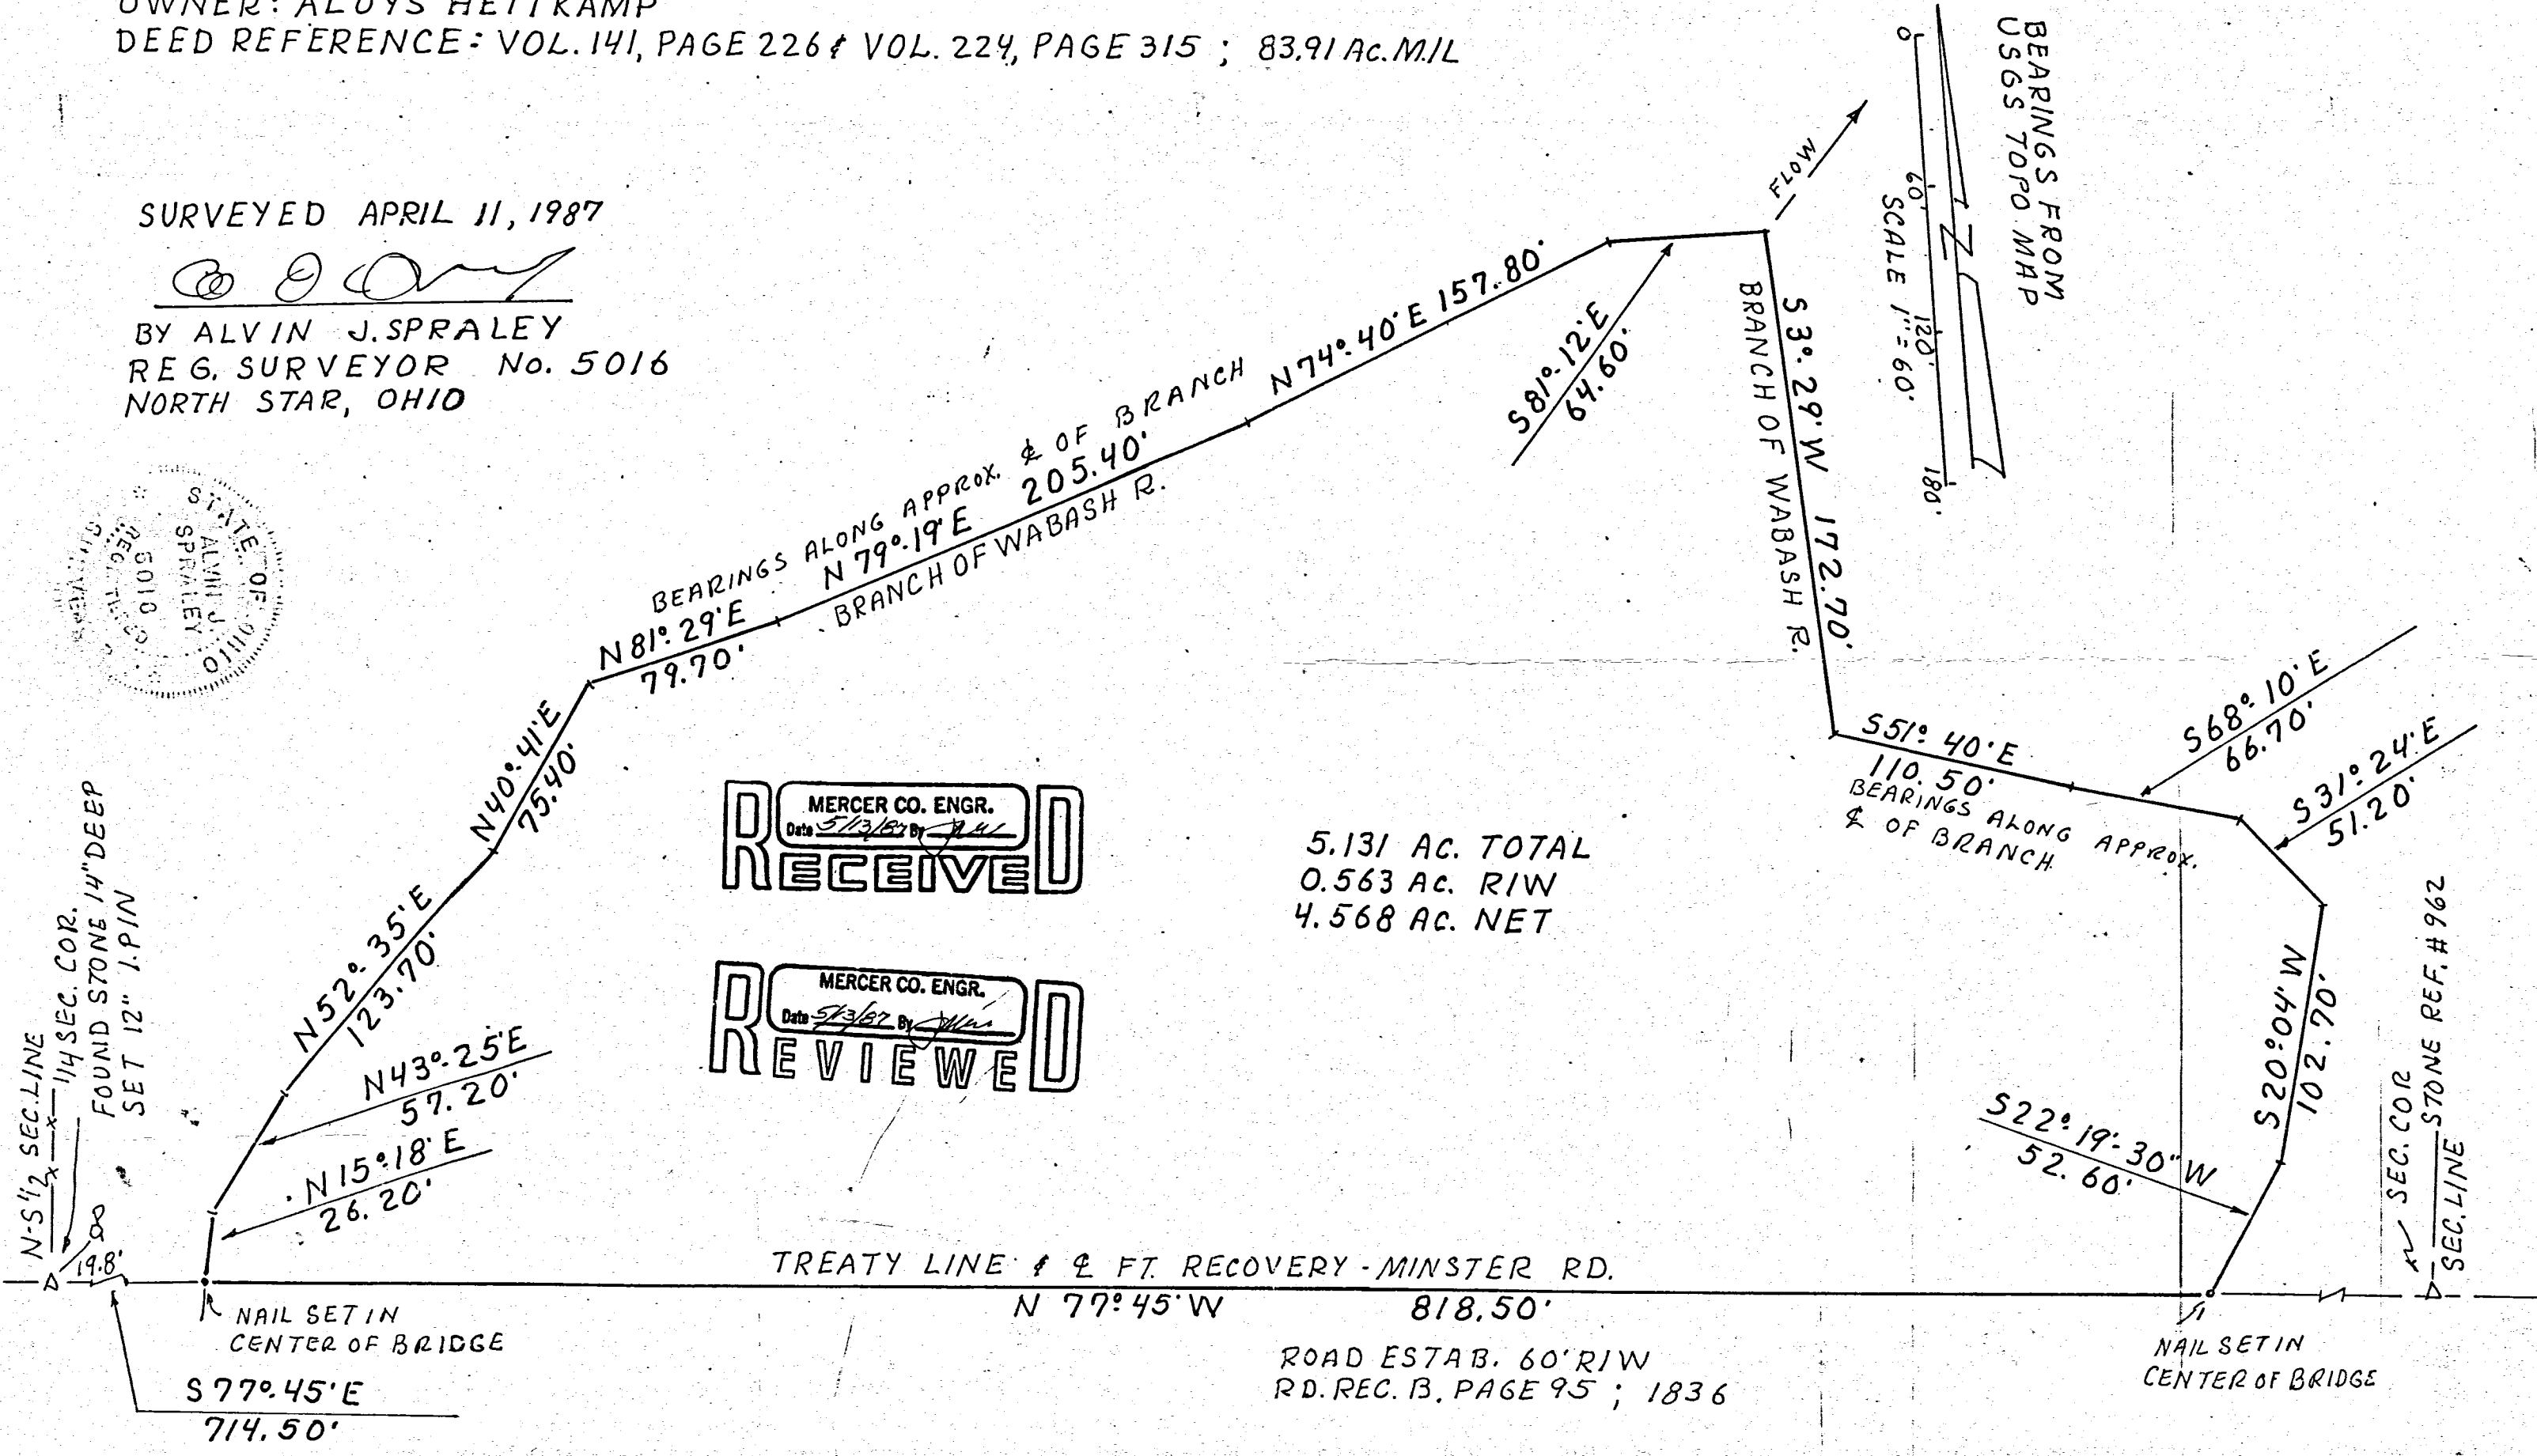 OWNER: ALOYS HEITKAMP
DEED REFERENCE: VOL. 141, PAGE 226 & VOL. 224, PAGE 315 ; 83.91 AC. M/L
BEARINGS FROM
USGS TOPO MAP
N
0 60' 120' 180'
SCALE 1"=60'
SURVEYED APRIL 11, 1987
BY ALVIN J. SPRALEY
REG. SURVEYOR No. 5016
NORTH STAR, OHIO
STATE OF OHIO
ALVIN J.
SPRALEY
5016
FLOW
N 74°-40' E 157.80'
S 81°-12' E
64.60'
S 3°-29' W 172.70'
BRANCH OF WABASH R.
BEARINGS ALONG APPROX. ℄ OF BRANCH
N 79°-19' E 205.40'
BRANCH OF WABASH R.
N 81°-29' E
79.70'
N 40°-41' E
75.40'
N 52°-35' E
123.70'
N 43°-25' E
57.20'
N 15°-18' E
26.20'
S 51°-40' E
110.50'
BEARINGS ALONG APPROX.
℄ OF BRANCH
S 68°-10' E
66.70'
S 31°-24' E
51.20'
S 20°-04' W
102.70'
S 22°-19'-30" W
52.60'
MERCER CO. ENGR.
Date 5/13/87 By
RECEIVED
MERCER CO. ENGR.
Date 5/13/87 By
REVIEWED
5.131 AC. TOTAL
0.563 AC. R/W
4.568 AC. NET
N-S 1/2 SEC. LINE
1/4 SEC. COR.
FOUND STONE 14" DEEP
SET 12" I. PIN
19.8'
SEC. COR
STONE REF. #962
SEC. LINE
TREATY LINE & ℄ FT. RECOVERY - MINSTER RD.
N 77°-45' W 818.50'
NAIL SET IN
CENTER OF BRIDGE
S 77°-45' E
714.50'
ROAD ESTAB. 60' R/W
RD. REC. B, PAGE 95 ; 1836
NAIL SET IN
CENTER OF BRIDGE